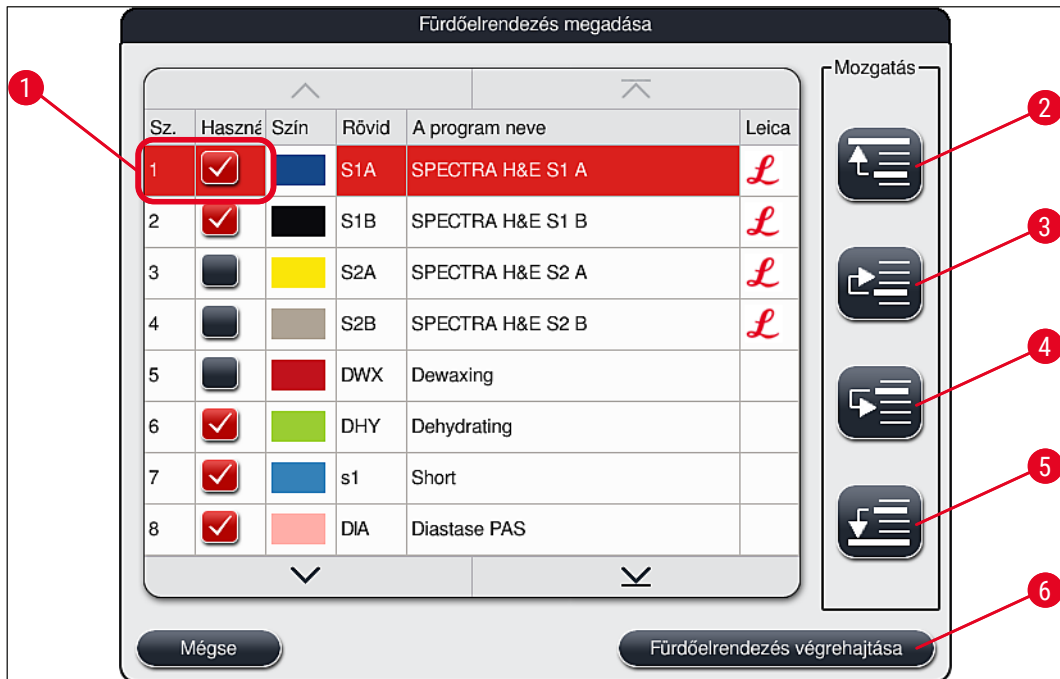 Fürdőelrendezés megadása
Mozgatás
Sz. Haszná Szín Rövid A program neve Leica
1 S1A SPECTRA H&E S1 A L
2 S1B SPECTRA H&E S1 B L
3 S2A SPECTRA H&E S2 A L
4 S2B SPECTRA H&E S2 B L
5 DWX Dewaxing
6 DHY Dehydrating
7 s1 Short
8 DIA Diastase PAS
Mégse Fürdőelrendezés végrehajtása
1
2
3
4
5
6